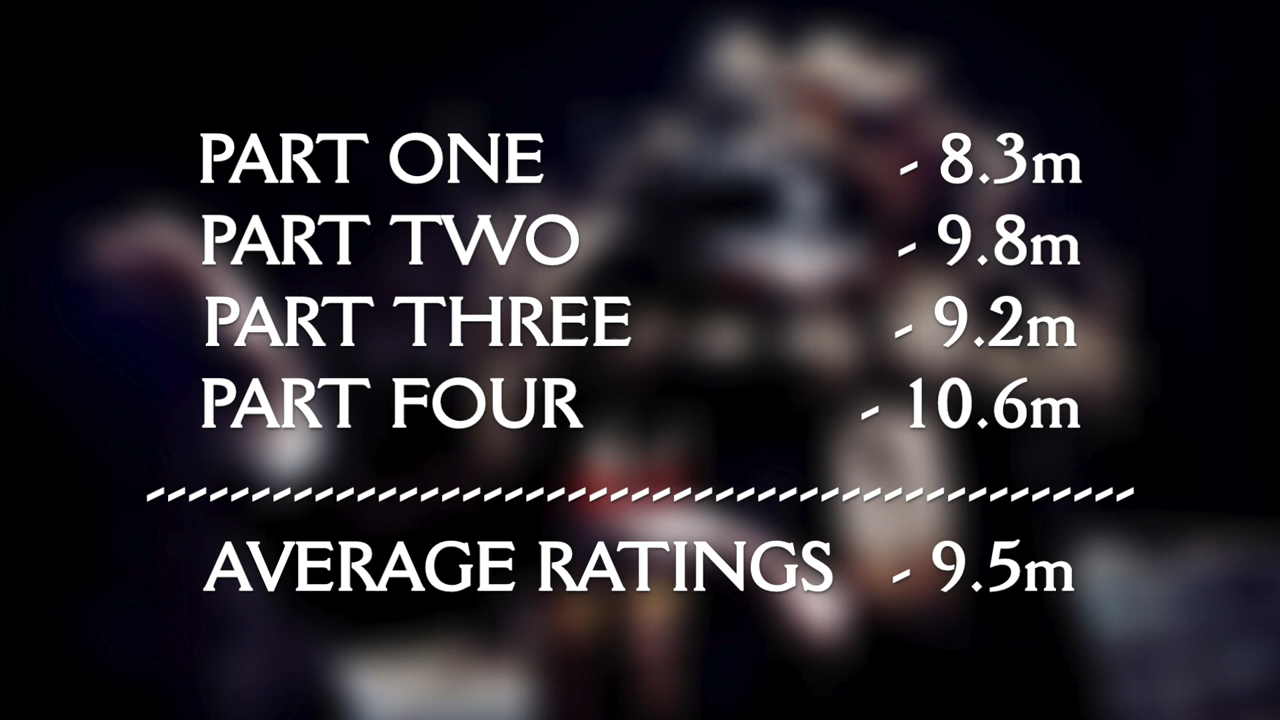 PART ONE - 8.3m
PART TWO - 9.8m
PART THREE - 9.2m
PART FOUR - 10.6m
-----------------------------------------------
AVERAGE RATINGS - 9.5m